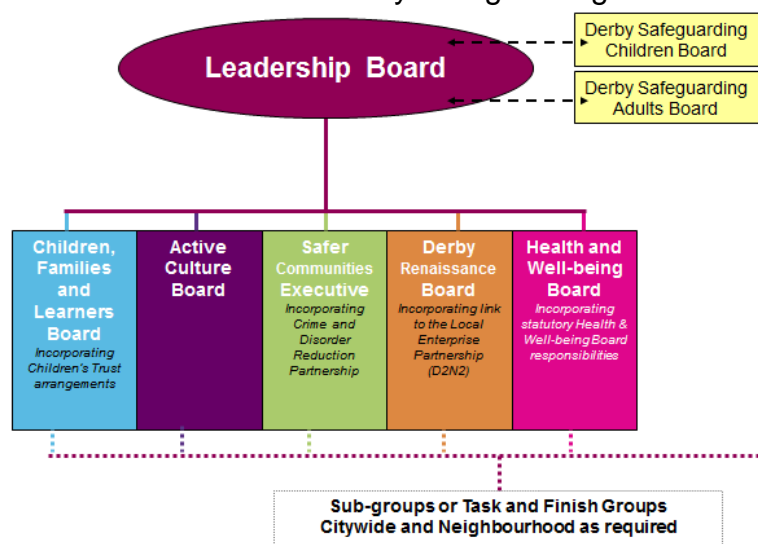 Leadership Board
Derby Safeguarding
Children Board
Derby Safeguarding
Adults Board
Children,
Families
and
Learners
Board
Incorporating
Children's Trust
arrangements
Active
Culture
Board
Safer
Communities
Executive
Incorporating
Crime and
Disorder
Reduction
Partnership
Derby
Renaissance
Board
Incorporating link
to the Local
Enterprise
Partnership
(D2N2)
Health and
Well-being
Board
Incorporating
statutory Health &
Well-being Board
responsibilities
Sub-groups or Task and Finish Groups
Citywide and Neighbourhood as required